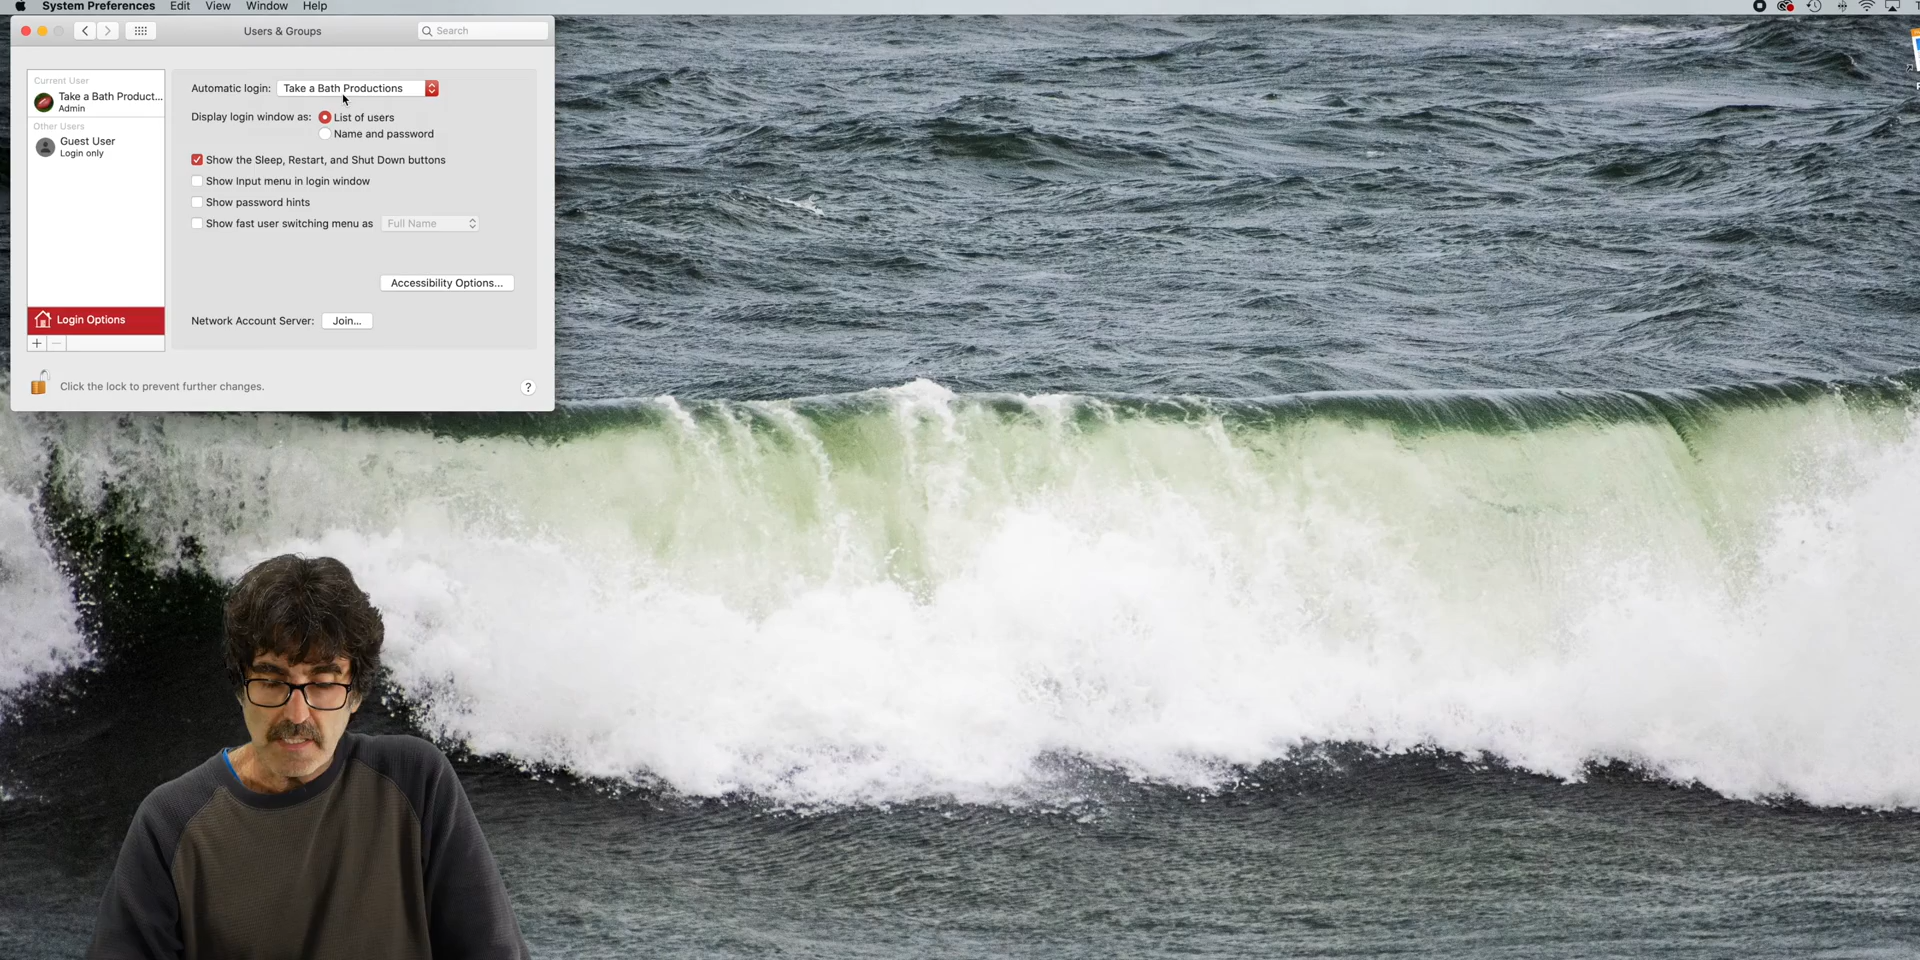 System Preferences Edit View Window Help
Users & Groups
Search
Current User
Take a Bath Product...
Admin
Other Users
Guest User
Login only
Login Options
Automatic login: Take a Bath Productions
Display login window as: List of users
Name and password
Show the Sleep, Restart, and Shut Down buttons
Show Input menu in login window
Show password hints
Show fast user switching menu as Full Name
Accessibility Options...
Network Account Server: Join...
Click the lock to prevent further changes.
?